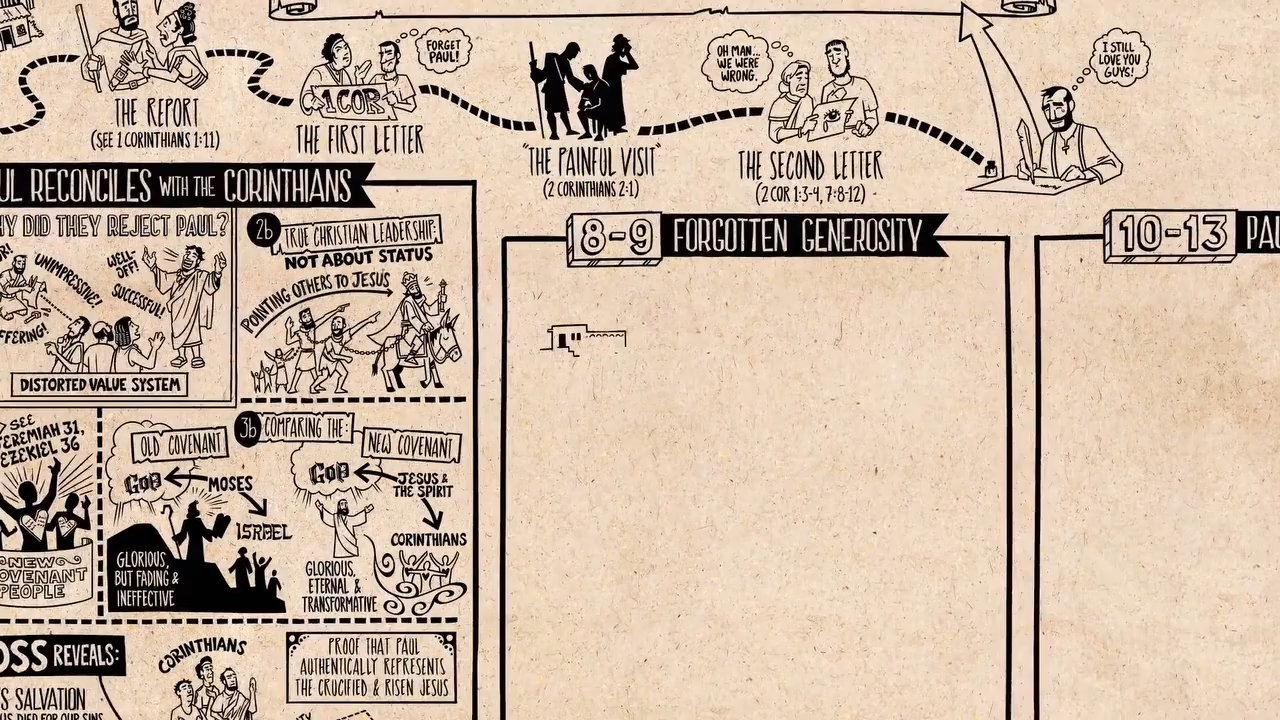 FORGET
PAUL!
OH MAN...
WE WERE
WRONG.
I STILL
LOVE YOU
GUYS!
1 COR
THE REPORT
(SEE 1 CORINTHIANS 1:11)
THE FIRST LETTER
"THE PAINFUL VISIT"
(2 CORINTHIANS 2:1)
THE SECOND LETTER
(2 COR 1:3-4, 7:8-12)
RECONCILES WITH THE CORINTHIANS
DID THEY REJECT PAUL?
UNIMPRESSIVE!
WELL-
OFF!
SUCCESSFUL!
DISTORTED VALUE SYSTEM
2b TRUE CHRISTIAN LEADERSHIP:
NOT ABOUT STATUS
POINTING OTHERS TO JESUS
8-9 FORGOTTEN GENEROSITY
10-13
SEE
JEREMIAH 31,
EZEKIEL 36
NEW
COVENANT
PEOPLE
3b COMPARING THE:
OLD COVENANT
GOD
MOSES
ISRAEL
GLORIOUS,
BUT FADING &
INEFFECTIVE
NEW COVENANT
GOD
JESUS &
THE SPIRIT
CORINTHIANS
GLORIOUS,
ETERNAL &
TRANSFORMATIVE
REVEALS:
SALVATION
DIED FOR OUR SINS
CORINTHIANS
PROOF THAT PAUL
AUTHENTICALLY REPRESENTS
THE CRUCIFIED & RISEN JESUS